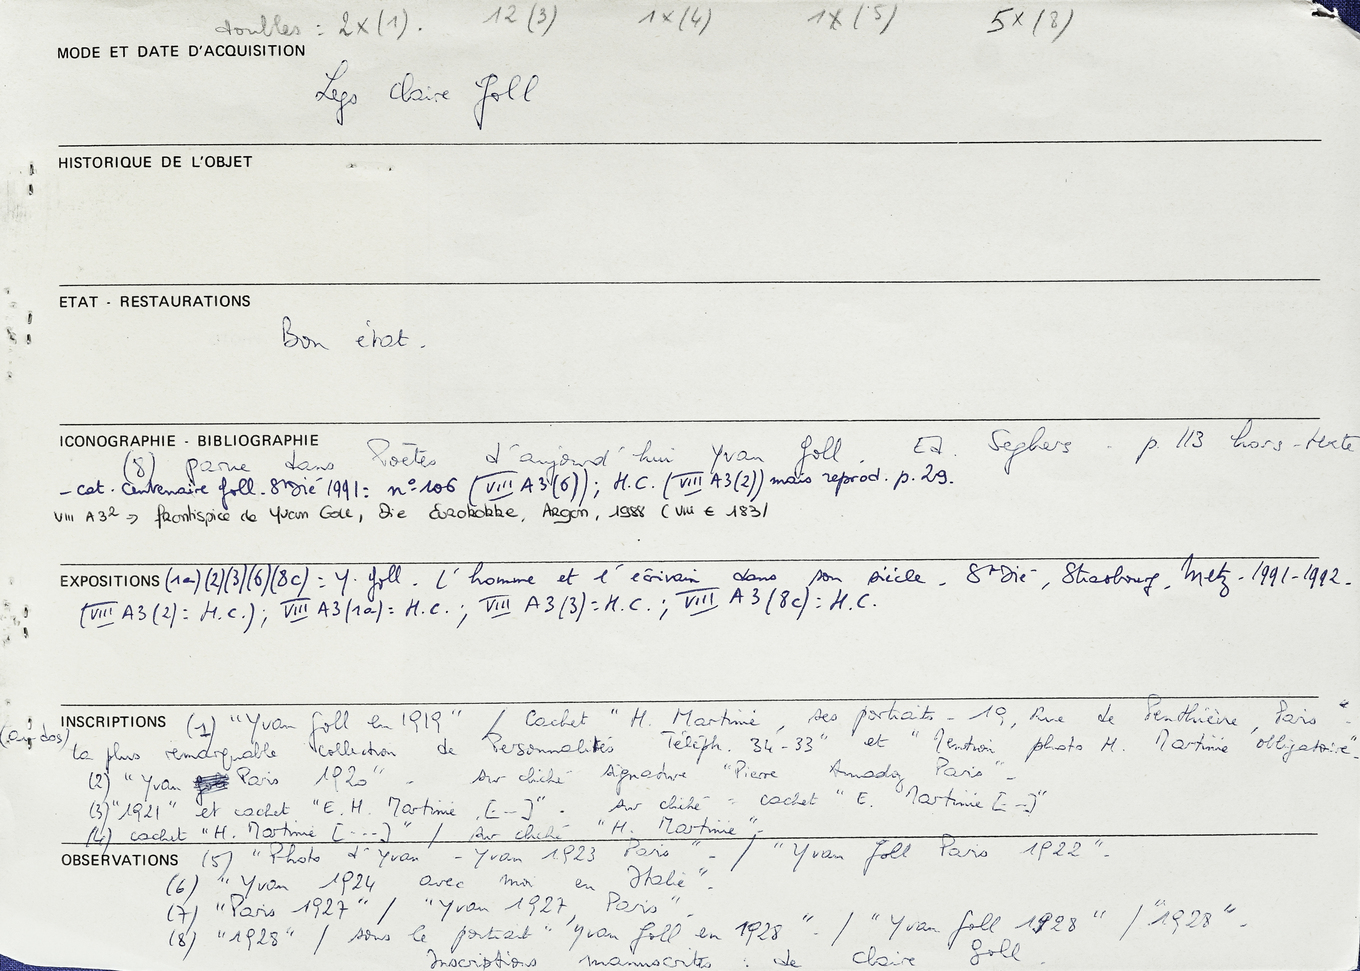 doubles : 2x (1). 12 (3) 1x (4) 1x (5) 5x (8)
MODE ET DATE D'ACQUISITION
Legs Claire Goll
HISTORIQUE DE L'OBJET
ETAT - RESTAURATIONS
Bon état.
ICONOGRAPHIE - BIBLIOGRAPHIE
(8) parue dans Poètes d'aujourd'hui Yvan Goll. Ed. Seghers - p. 113 hors-texte
- cat. Centenaire Goll. St Dié 1991 : n° 106 (VIII A3(6)) ; H.C. (VIII A3(2)) mais reprod. p. 29.
VIII A3² → frontispice de Yvan Goll, Die Eurokokke, Argon, 1988 (VIII E 183)
EXPOSITIONS (1a)(2)(3)(6)(8c) = Y. Goll. L'homme et l'écrivain dans son siècle. St Dié, Strasbourg, Metz - 1991-1992.
(VIII A3(2) = H.C.) ; VIII A3(1a) = H.C. ; VIII A3(3) = H.C. ; VIII A3(8c) = H.C.
INSCRIPTIONS (1) "Yvan Goll en 1919" / Cachet "H. Martinie, ses portraits - 19, Rue de Penthièvre, Paris" -
(au dos) la plus remarquable collection de Personnalités Téléph. 34-33" et "Mention photo H. Martinie obligatoire" -
(2) "Yvan Paris 1920" - sur cliché signature "Pierre Paris" -
(3) "1921" et cachet "E. H. Martinie [---]" - sur cliché = cachet "E. Martinie [---]"
(4) cachet "H. Martinie [----]" / sur cliché "H. Martinie" -
OBSERVATIONS (5) "Photo d'Yvan - Yvan 1923 Paris" - / "Yvan Goll Paris 1922" -
(6) "Yvan 1924 avec moi en Italie" -
(7) "Paris 1927" / "Yvan 1927, Paris" -
(8) "1928" / sous le portrait "Yvan Goll en 1928" - / "Yvan Goll 1928" / "1928" -
Inscriptions manuscrites : de Claire Goll.